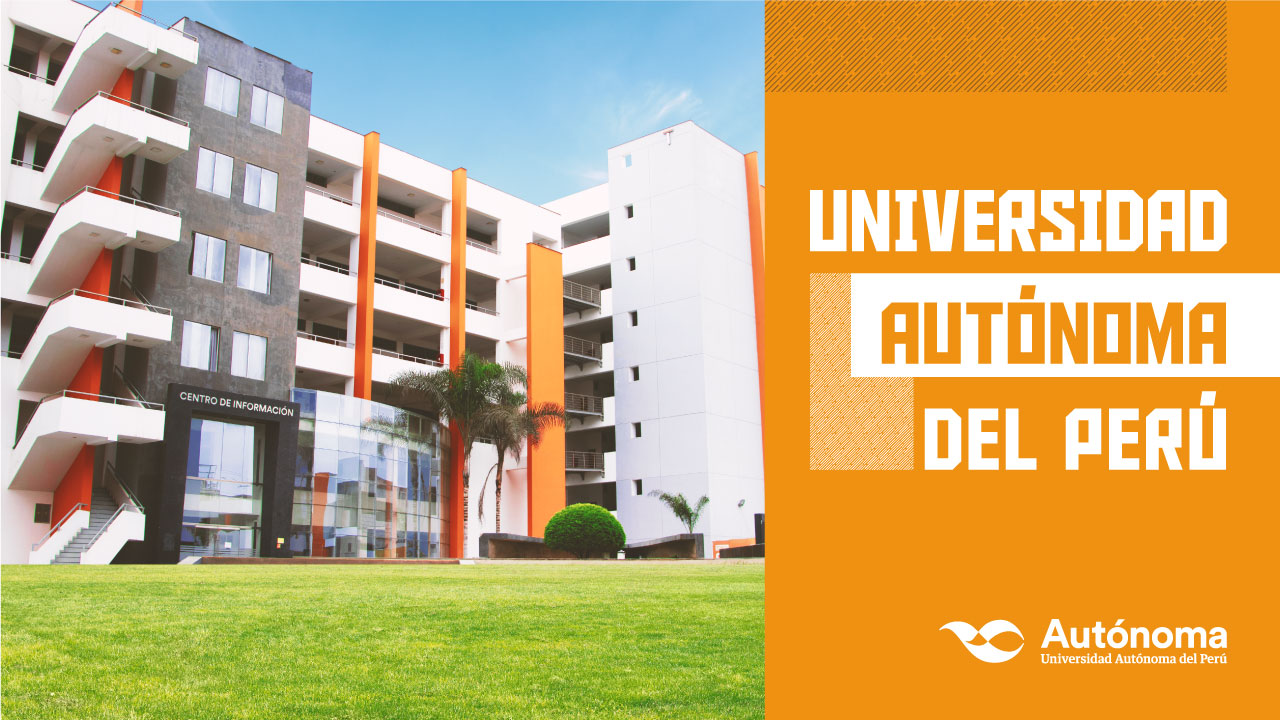 CENTRO DE INFORMACIÓN
UNIVERSIDAD
AUTÓNOMA
DEL PERÚ
Autónoma
Universidad Autónoma del Perú